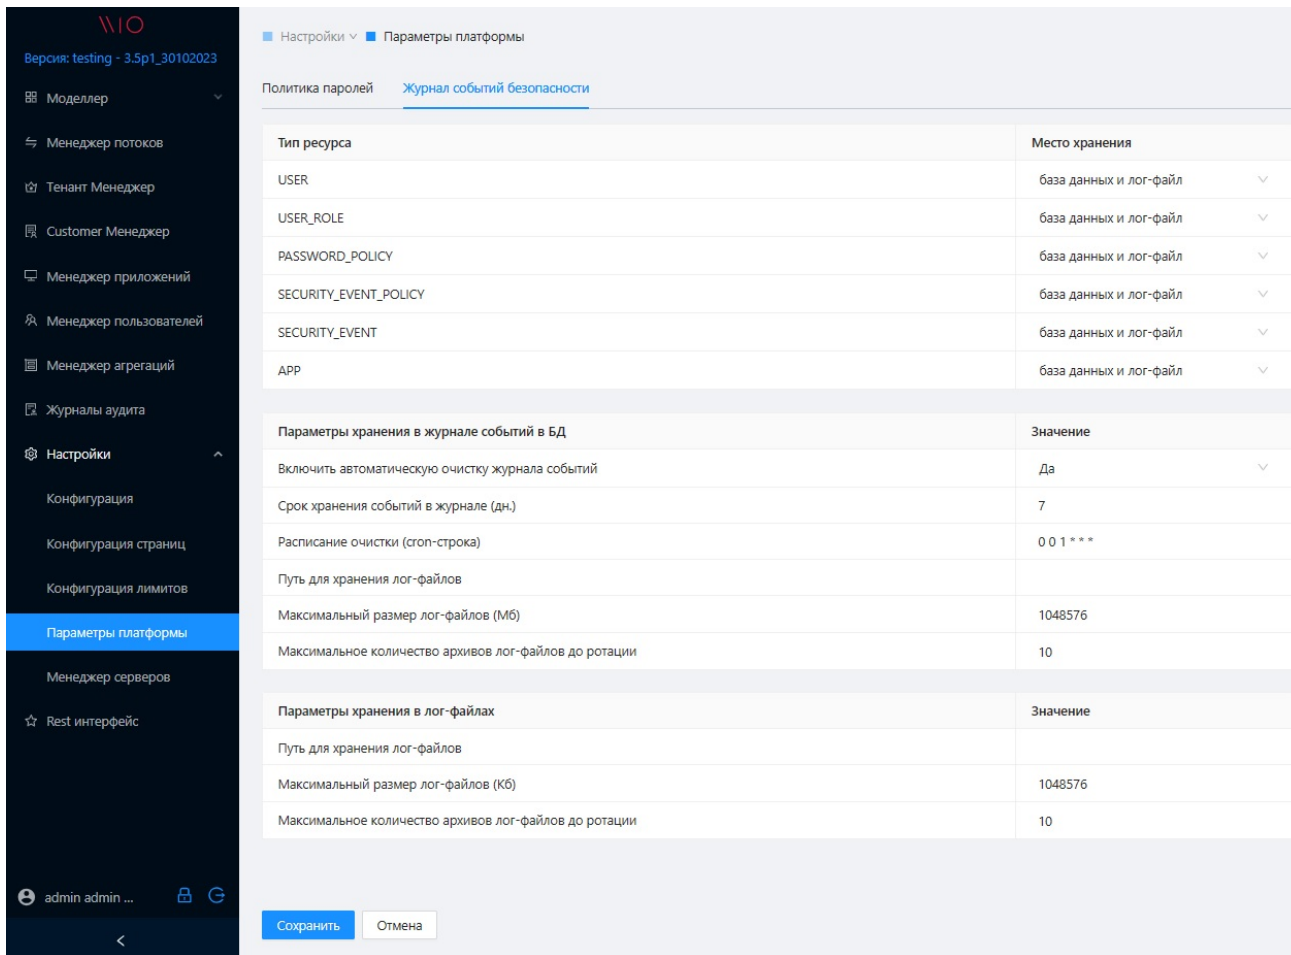 WIO
Версия: testing - 3.5p1_30102023
Моделлер
Менеджер потоков
Тенант Менеджер
Customer Менеджер
Менеджер приложений
Менеджер пользователей
Менеджер агрегаций
Журналы аудита
Настройки
Конфигурация
Конфигурация страниц
Конфигурация лимитов
Параметры платформы
Менеджер серверов
Rest интерфейс
admin admin ...
Настройки Параметры платформы
Политика паролей Журнал событий безопасности
Тип ресурса Место хранения
USER база данных и лог-файл
USER_ROLE база данных и лог-файл
PASSWORD_POLICY база данных и лог-файл
SECURITY_EVENT_POLICY база данных и лог-файл
SECURITY_EVENT база данных и лог-файл
APP база данных и лог-файл
Параметры хранения в журнале событий в БД Значение
Включить автоматическую очистку журнала событий Да
Срок хранения событий в журнале (дн.) 7
Расписание очистки (cron-строка) 0 0 1 * * *
Путь для хранения лог-файлов
Максимальный размер лог-файлов (Мб) 1048576
Максимальное количество архивов лог-файлов до ротации 10
Параметры хранения в лог-файлах Значение
Путь для хранения лог-файлов
Максимальный размер лог-файлов (Кб) 1048576
Максимальное количество архивов лог-файлов до ротации 10
Сохранить Отмена